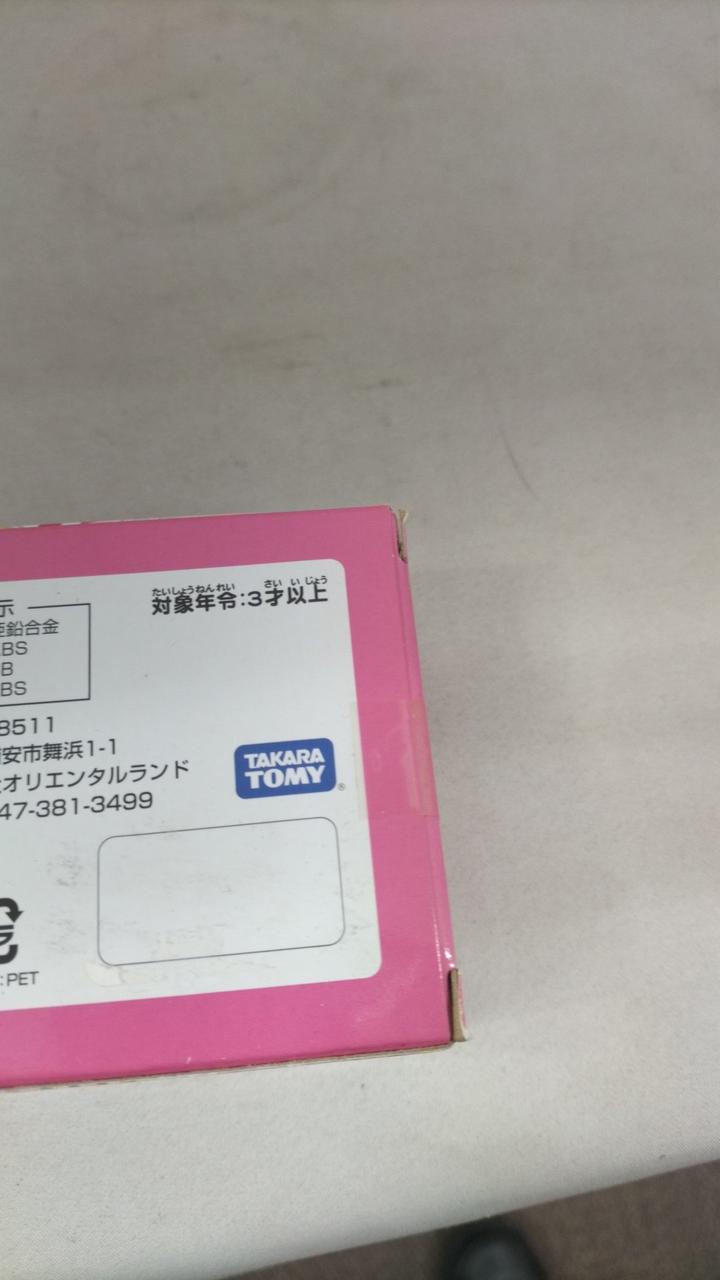 示
たいしょうねんれい さい い じょう
対象年令:3才以上
亜鉛合金
BS
B
BS
8511
安市舞浜1-1
オリエンタルランド
47-381-3499
TAKARA
TOMY
®
プラ
:PET